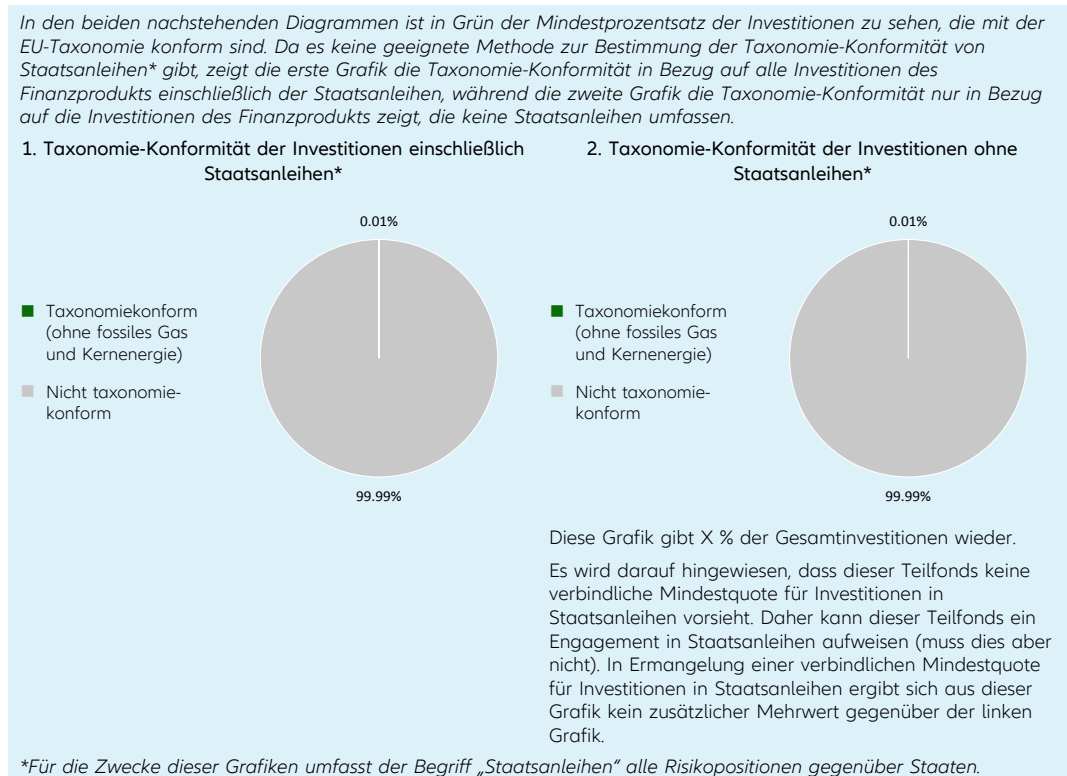 In den beiden nachstehenden Diagrammen ist in Grün der Mindestprozentsatz der Investitionen zu sehen, die mit der
EU-Taxonomie konform sind. Da es keine geeignete Methode zur Bestimmung der Taxonomie-Konformität von
Staatsanleihen* gibt, zeigt die erste Grafik die Taxonomie-Konformität in Bezug auf alle Investitionen des
Finanzprodukts einschließlich der Staatsanleihen, während die zweite Grafik die Taxonomie-Konformität nur in Bezug
auf die Investitionen des Finanzprodukts zeigt, die keine Staatsanleihen umfassen.
1. Taxonomie-Konformität der Investitionen einschließlich
Staatsanleihen*
0.01%
Taxonomiekonform
(ohne fossiles Gas
und Kernenergie)
Nicht taxonomie-
konform
99.99%
2. Taxonomie-Konformität der Investitionen ohne
Staatsanleihen*
0.01%
Taxonomiekonform
(ohne fossiles Gas
und Kernenergie)
Nicht taxonomie-
konform
99.99%
Diese Grafik gibt X % der Gesamtinvestitionen wieder.
Es wird darauf hingewiesen, dass dieser Teilfonds keine
verbindliche Mindestquote für Investitionen in
Staatsanleihen vorsieht. Daher kann dieser Teilfonds ein
Engagement in Staatsanleihen aufweisen (muss dies aber
nicht). In Ermangelung einer verbindlichen Mindestquote
für Investitionen in Staatsanleihen ergibt sich aus dieser
Grafik kein zusätzlicher Mehrwert gegenüber der linken
Grafik.
*Für die Zwecke dieser Grafiken umfasst der Begriff „Staatsanleihen" alle Risikopositionen gegenüber Staaten.